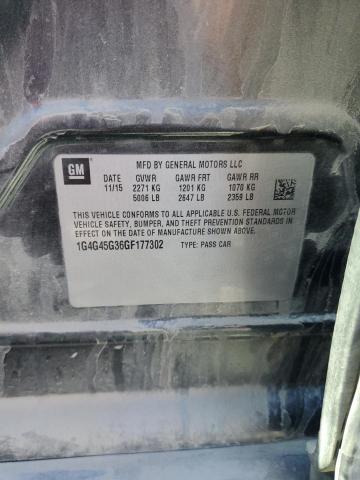 GM
MFD BY GENERAL MOTORS LLC
DATE GVWR GAWR FRT GAWR RR
11/15 2271 KG 1201 KG 1070 KG
5006 LB 2647 LB 2359 LB
THIS VEHICLE CONFORMS TO ALL APPLICABLE U.S. FEDERAL MOTOR
VEHICLE SAFETY, BUMPER, AND THEFT PREVENTION STANDARDS
IN EFFECT ON THE DATE OF MANUFACTURE SHOWN ABOVE.
1G4G45G36GF177302 TYPE: PASS CAR